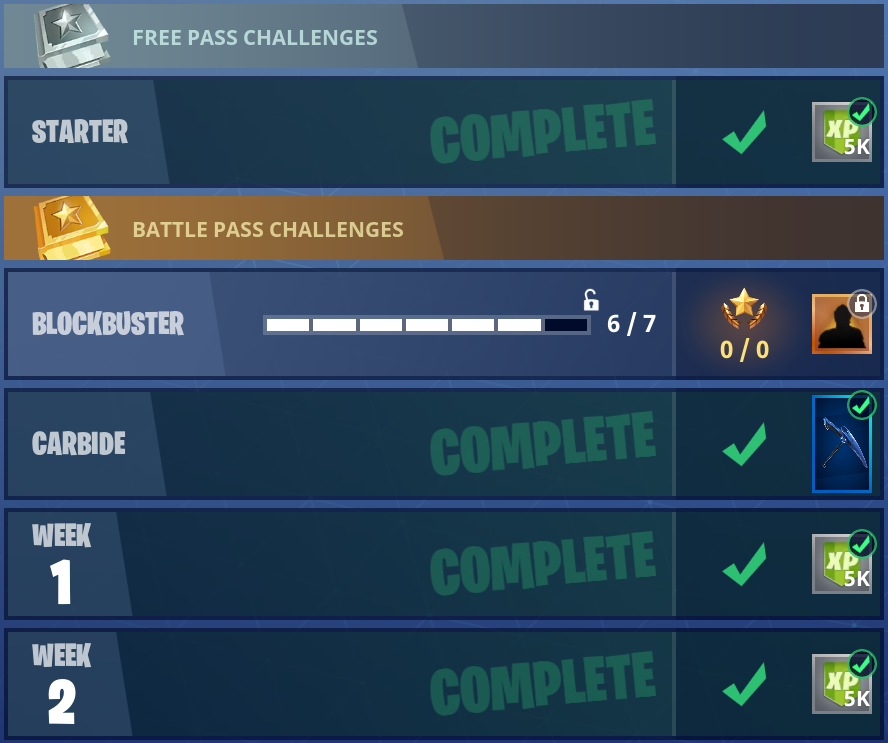 FREE PASS CHALLENGES
STARTER
COMPLETE
XP
5K
BATTLE PASS CHALLENGES
BLOCKBUSTER
6 / 7
0 / 0
CARBIDE
COMPLETE
WEEK
1
COMPLETE
XP
5K
WEEK
2
COMPLETE
XP
5K